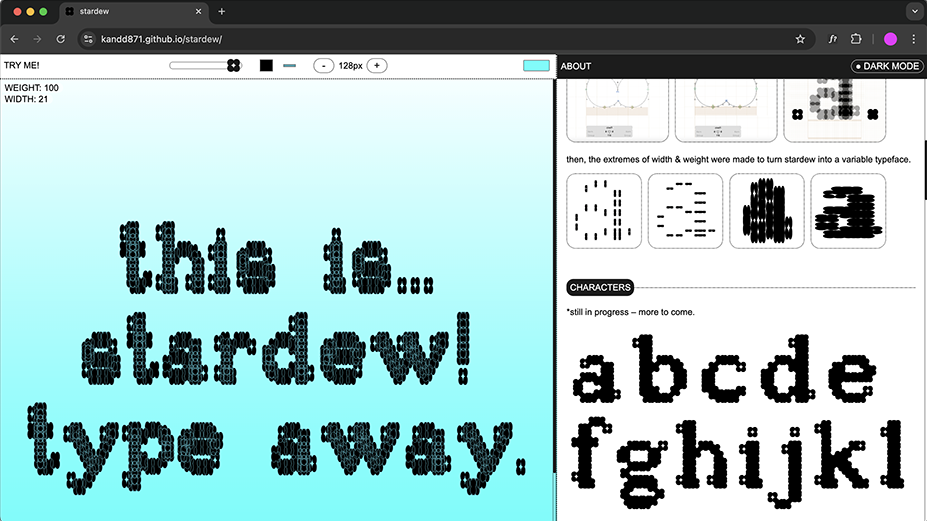 stardew
kandd871.github.io/stardew/
TRY ME!
- 128px +
WEIGHT: 100
WIDTH: 21
this is...
stardew!
type away.
ABOUT
DARK MODE
then, the extremes of width & weight were made to turn stardew into a variable typeface.
a a a a
CHARACTERS
*still in progress – more to come.
abcde
fghijkl